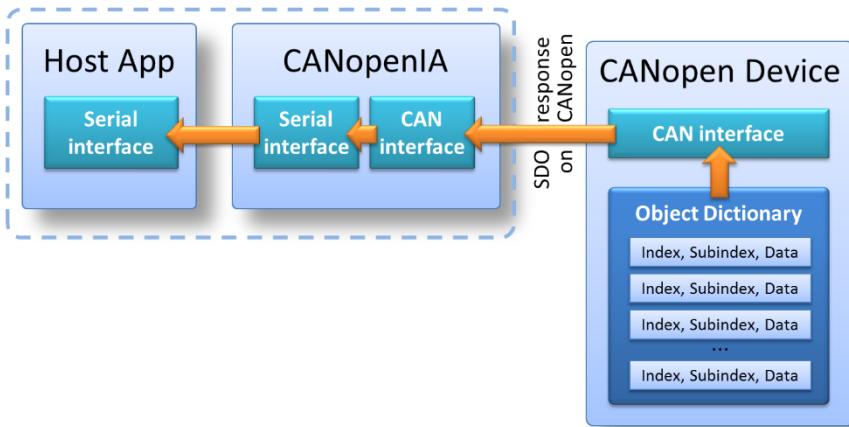 Host App
Serial
interface
CANopenIA
Serial
interface
CAN
interface
SDO response
on CANopen
CANopen Device
CAN interface
Object Dictionary
Index, Subindex, Data
Index, Subindex, Data
Index, Subindex, Data
...
Index, Subindex, Data